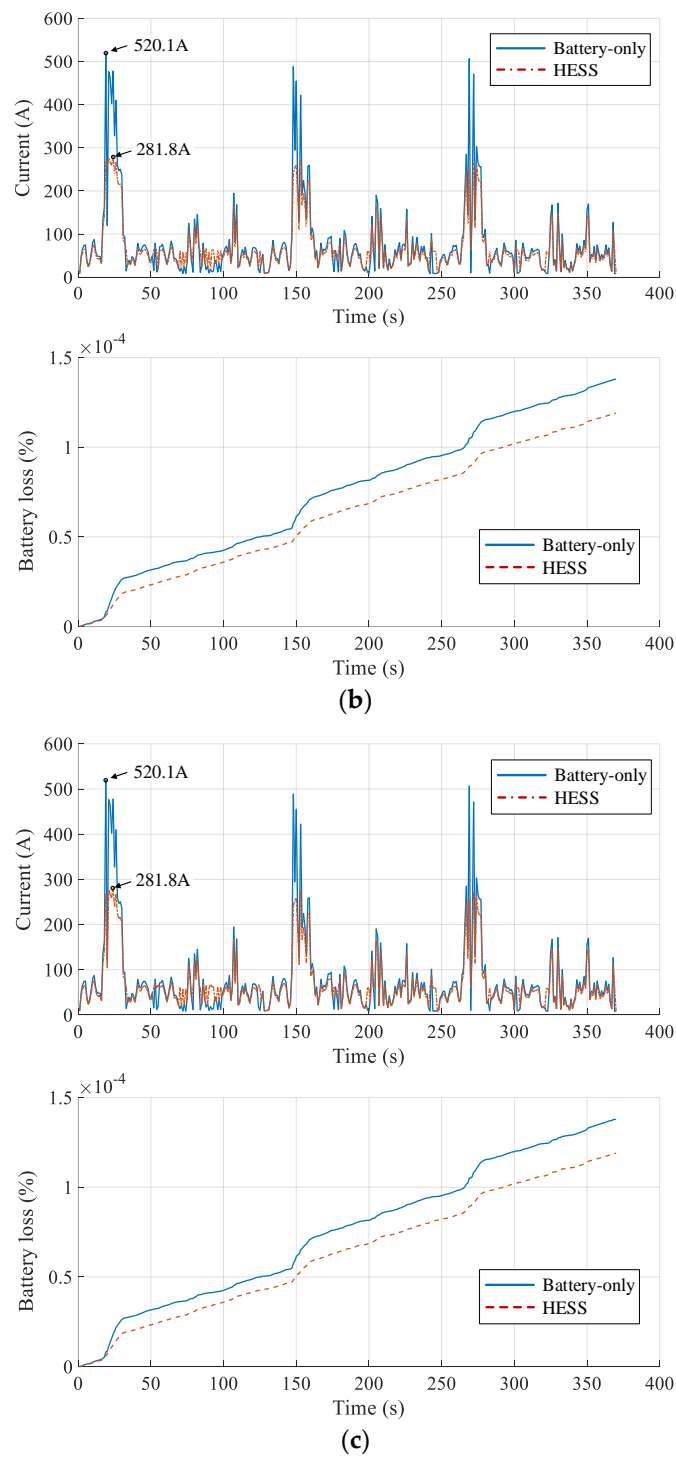 600
500
400
300
200
100
0
Current (A)
520.1A
281.8A
Battery-only
HESS
0 50 100 150 200 250 300 350 400
Time (s)
×10-4
1.5
1
0.5
0
Battery loss (%)
Battery-only
HESS
0 50 100 150 200 250 300 350 400
Time (s)
(b)
600
500
400
300
200
100
0
Current (A)
520.1A
281.8A
Battery-only
HESS
0 50 100 150 200 250 300 350 400
Time (s)
×10-4
1.5
1
0.5
0
Battery loss (%)
Battery-only
HESS
0 50 100 150 200 250 300 350 400
Time (s)
(c)